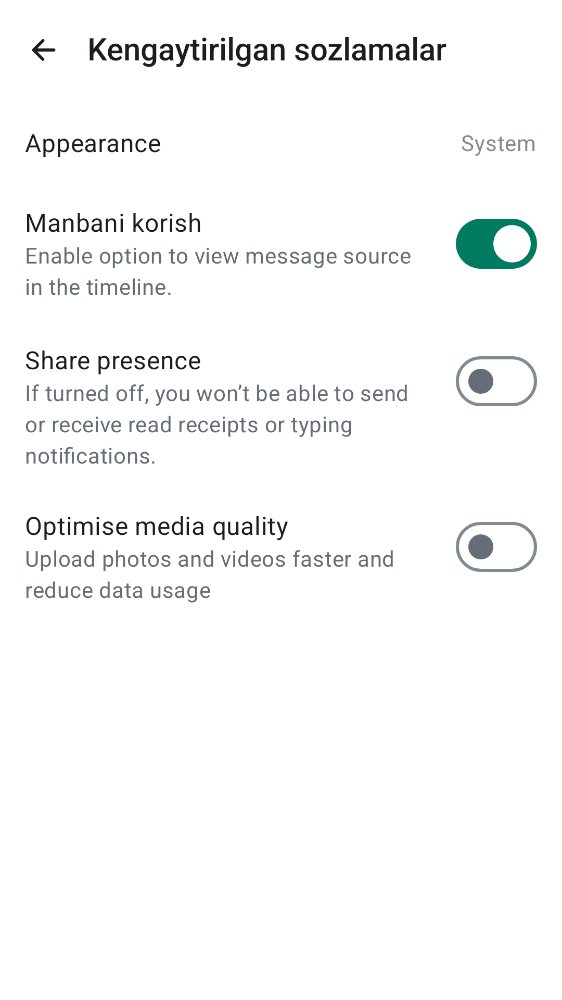 Kengaytirilgan sozlamalar
Appearance
System
Manbani korish
Enable option to view message source
in the timeline.
Share presence
If turned off, you won’t be able to send
or receive read receipts or typing
notifications.
Optimise media quality
Upload photos and videos faster and
reduce data usage